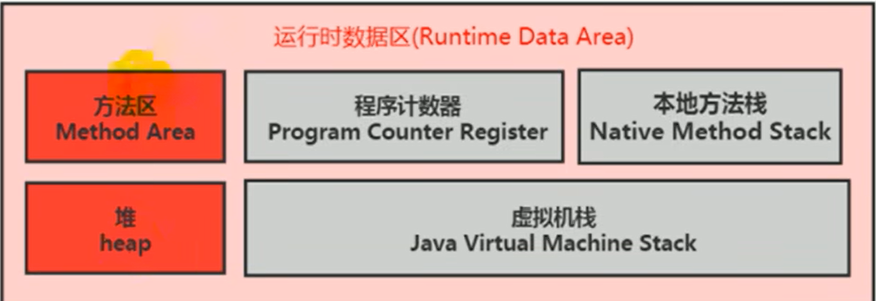 运行时数据区(Runtime Data Area)
方法区
Method Area
程序计数器
Program Counter Register
本地方法栈
Native Method Stack
堆
heap
虚拟机栈
Java Virtual Machine Stack